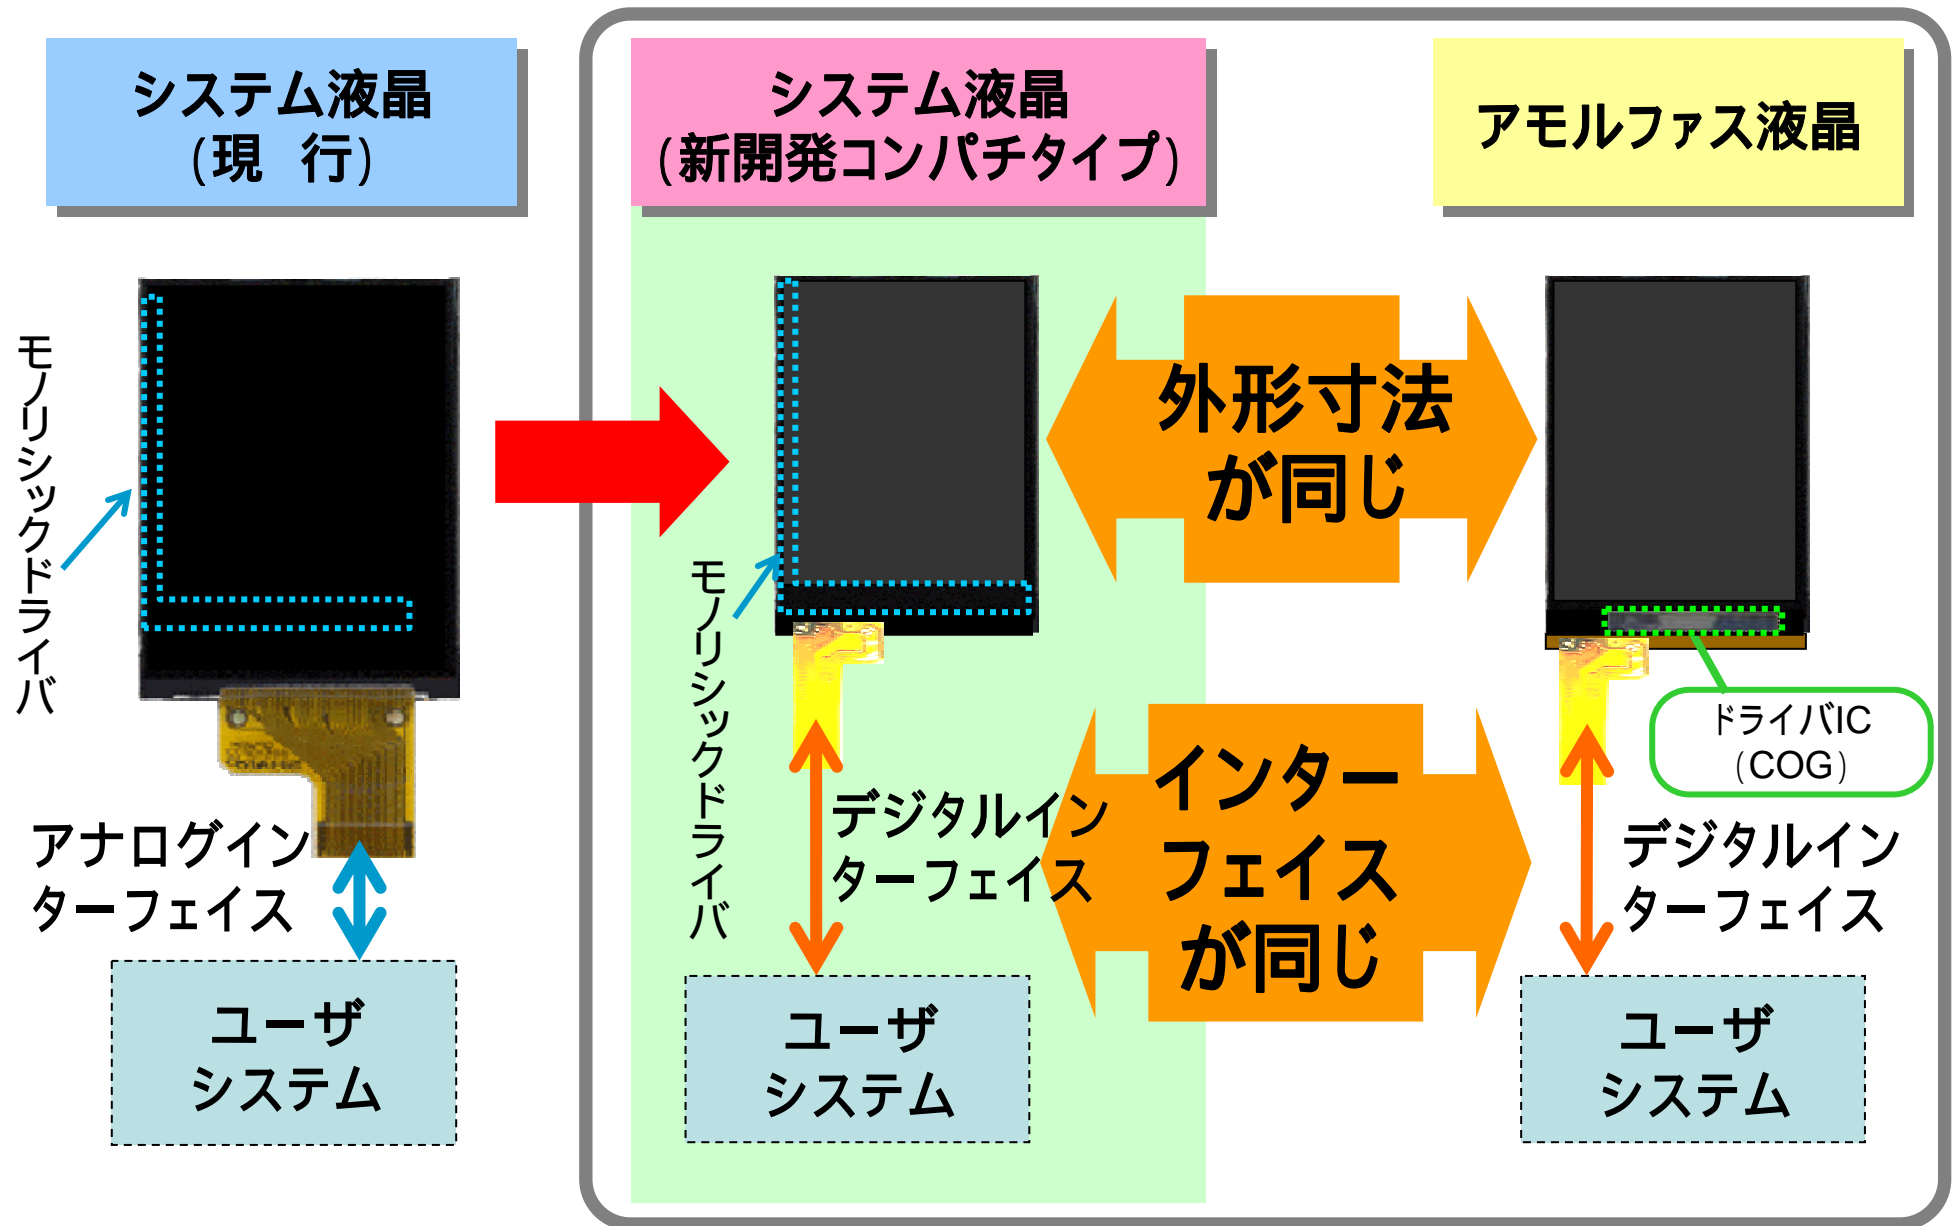 システム液晶
(現 行)
モノリシックドライバ
アナログイン
ターフェイス
ユーザ
システム
システム液晶
(新開発コンパチタイプ)
モノリシックドライバ
デジタルイン
ターフェイス
ユーザ
システム
外形寸法
が同じ
インター
フェイス
が同じ
アモルファス液晶
ドライバIC
(COG)
デジタルイン
ターフェイス
ユーザ
システム